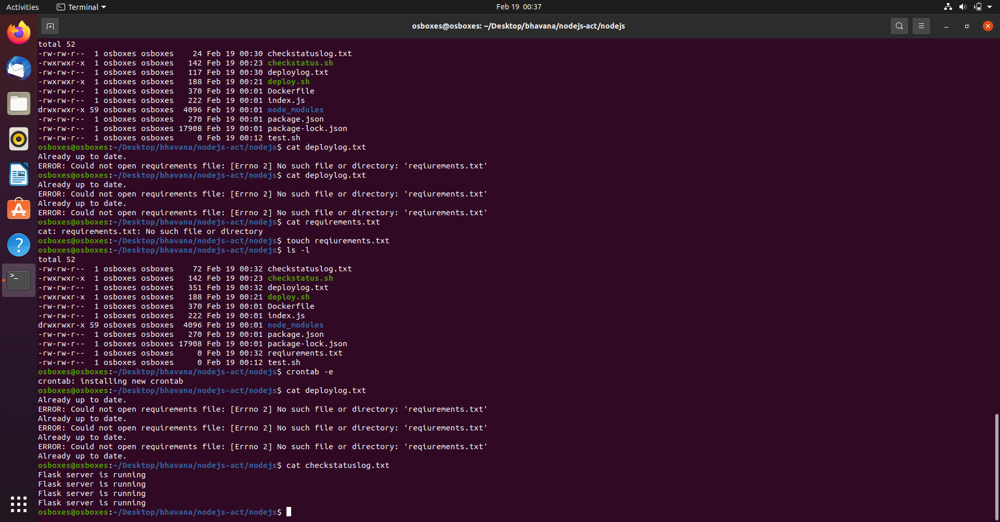 Activities
Terminal
Feb 19 00:37
osboxes@osboxes: ~/Desktop/bhavana/nodejs-act/nodejs
total 52
-rw-rw-r--  1 osboxes osboxes    24 Feb 19 00:30 checkstatuslog.txt
-rwxrwxr-x  1 osboxes osboxes   142 Feb 19 00:23 checkstatus.sh
-rw-rw-r--  1 osboxes osboxes   117 Feb 19 00:30 deploylog.txt
-rwxrwxr-x  1 osboxes osboxes   188 Feb 19 00:21 deploy.sh
-rw-rw-r--  1 osboxes osboxes   370 Feb 19 00:01 Dockerfile
-rw-rw-r--  1 osboxes osboxes   222 Feb 19 00:01 index.js
drwxrwxr-x 59 osboxes osboxes  4096 Feb 19 00:01 node_modules
-rw-rw-r--  1 osboxes osboxes   270 Feb 19 00:01 package.json
-rw-rw-r--  1 osboxes osboxes 17908 Feb 19 00:01 package-lock.json
-rw-rw-r--  1 osboxes osboxes     0 Feb 19 00:12 test.sh
osboxes@osboxes:~/Desktop/bhavana/nodejs-act/nodejs$ cat deploylog.txt
Already up to date.
ERROR: Could not open requirements file: [Errno 2] No such file or directory: 'reqiurements.txt'
osboxes@osboxes:~/Desktop/bhavana/nodejs-act/nodejs$ cat deploylog.txt
Already up to date.
ERROR: Could not open requirements file: [Errno 2] No such file or directory: 'reqiurements.txt'
Already up to date.
ERROR: Could not open requirements file: [Errno 2] No such file or directory: 'reqiurements.txt'
osboxes@osboxes:~/Desktop/bhavana/nodejs-act/nodejs$ cat requirements.txt
cat: requirements.txt: No such file or directory
osboxes@osboxes:~/Desktop/bhavana/nodejs-act/nodejs$ touch reqiurements.txt
osboxes@osboxes:~/Desktop/bhavana/nodejs-act/nodejs$ ls -l
total 52
-rw-rw-r--  1 osboxes osboxes    72 Feb 19 00:32 checkstatuslog.txt
-rwxrwxr-x  1 osboxes osboxes   142 Feb 19 00:23 checkstatus.sh
-rw-rw-r--  1 osboxes osboxes   351 Feb 19 00:32 deploylog.txt
-rwxrwxr-x  1 osboxes osboxes   188 Feb 19 00:21 deploy.sh
-rw-rw-r--  1 osboxes osboxes   370 Feb 19 00:01 Dockerfile
-rw-rw-r--  1 osboxes osboxes   222 Feb 19 00:01 index.js
drwxrwxr-x 59 osboxes osboxes  4096 Feb 19 00:01 node_modules
-rw-rw-r--  1 osboxes osboxes   270 Feb 19 00:01 package.json
-rw-rw-r--  1 osboxes osboxes 17908 Feb 19 00:01 package-lock.json
-rw-rw-r--  1 osboxes osboxes     0 Feb 19 00:32 reqiurements.txt
-rw-rw-r--  1 osboxes osboxes     0 Feb 19 00:12 test.sh
osboxes@osboxes:~/Desktop/bhavana/nodejs-act/nodejs$ crontab -e
crontab: installing new crontab
osboxes@osboxes:~/Desktop/bhavana/nodejs-act/nodejs$ cat deploylog.txt
Already up to date.
ERROR: Could not open requirements file: [Errno 2] No such file or directory: 'reqiurements.txt'
Already up to date.
ERROR: Could not open requirements file: [Errno 2] No such file or directory: 'reqiurements.txt'
Already up to date.
ERROR: Could not open requirements file: [Errno 2] No such file or directory: 'reqiurements.txt'
Already up to date.
osboxes@osboxes:~/Desktop/bhavana/nodejs-act/nodejs$ cat checkstatuslog.txt
Flask server is running
Flask server is running
Flask server is running
Flask server is running
osboxes@osboxes:~/Desktop/bhavana/nodejs-act/nodejs$